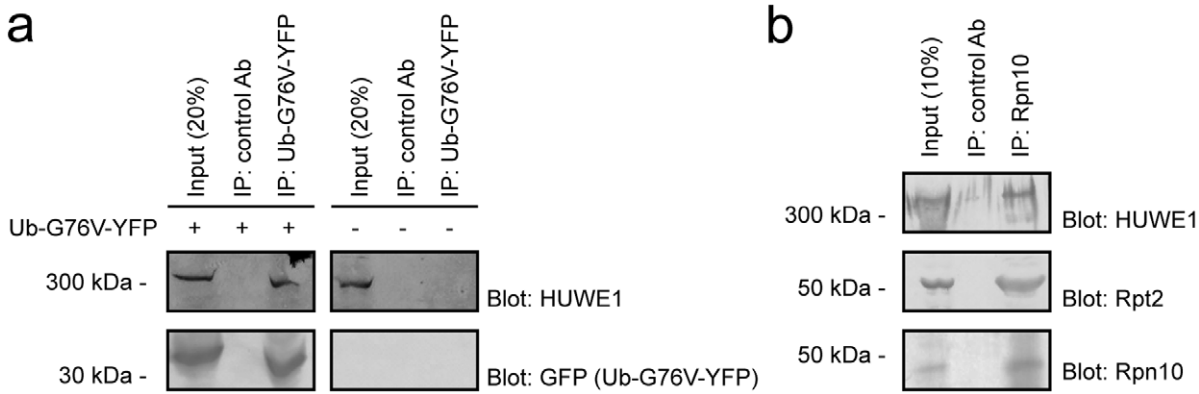 a
Input (20%)
IP: control Ab
IP: Ub-G76V-YFP
Input (20%)
IP: control Ab
IP: Ub-G76V-YFP
Ub-G76V-YFP + + + - - -
300 kDa -
Blot: HUWE1
30 kDa -
Blot: GFP (Ub-G76V-YFP)
b
Input (10%)
IP: control Ab
IP: Rpn10
300 kDa -
Blot: HUWE1
50 kDa -
Blot: Rpt2
50 kDa -
Blot: Rpn10